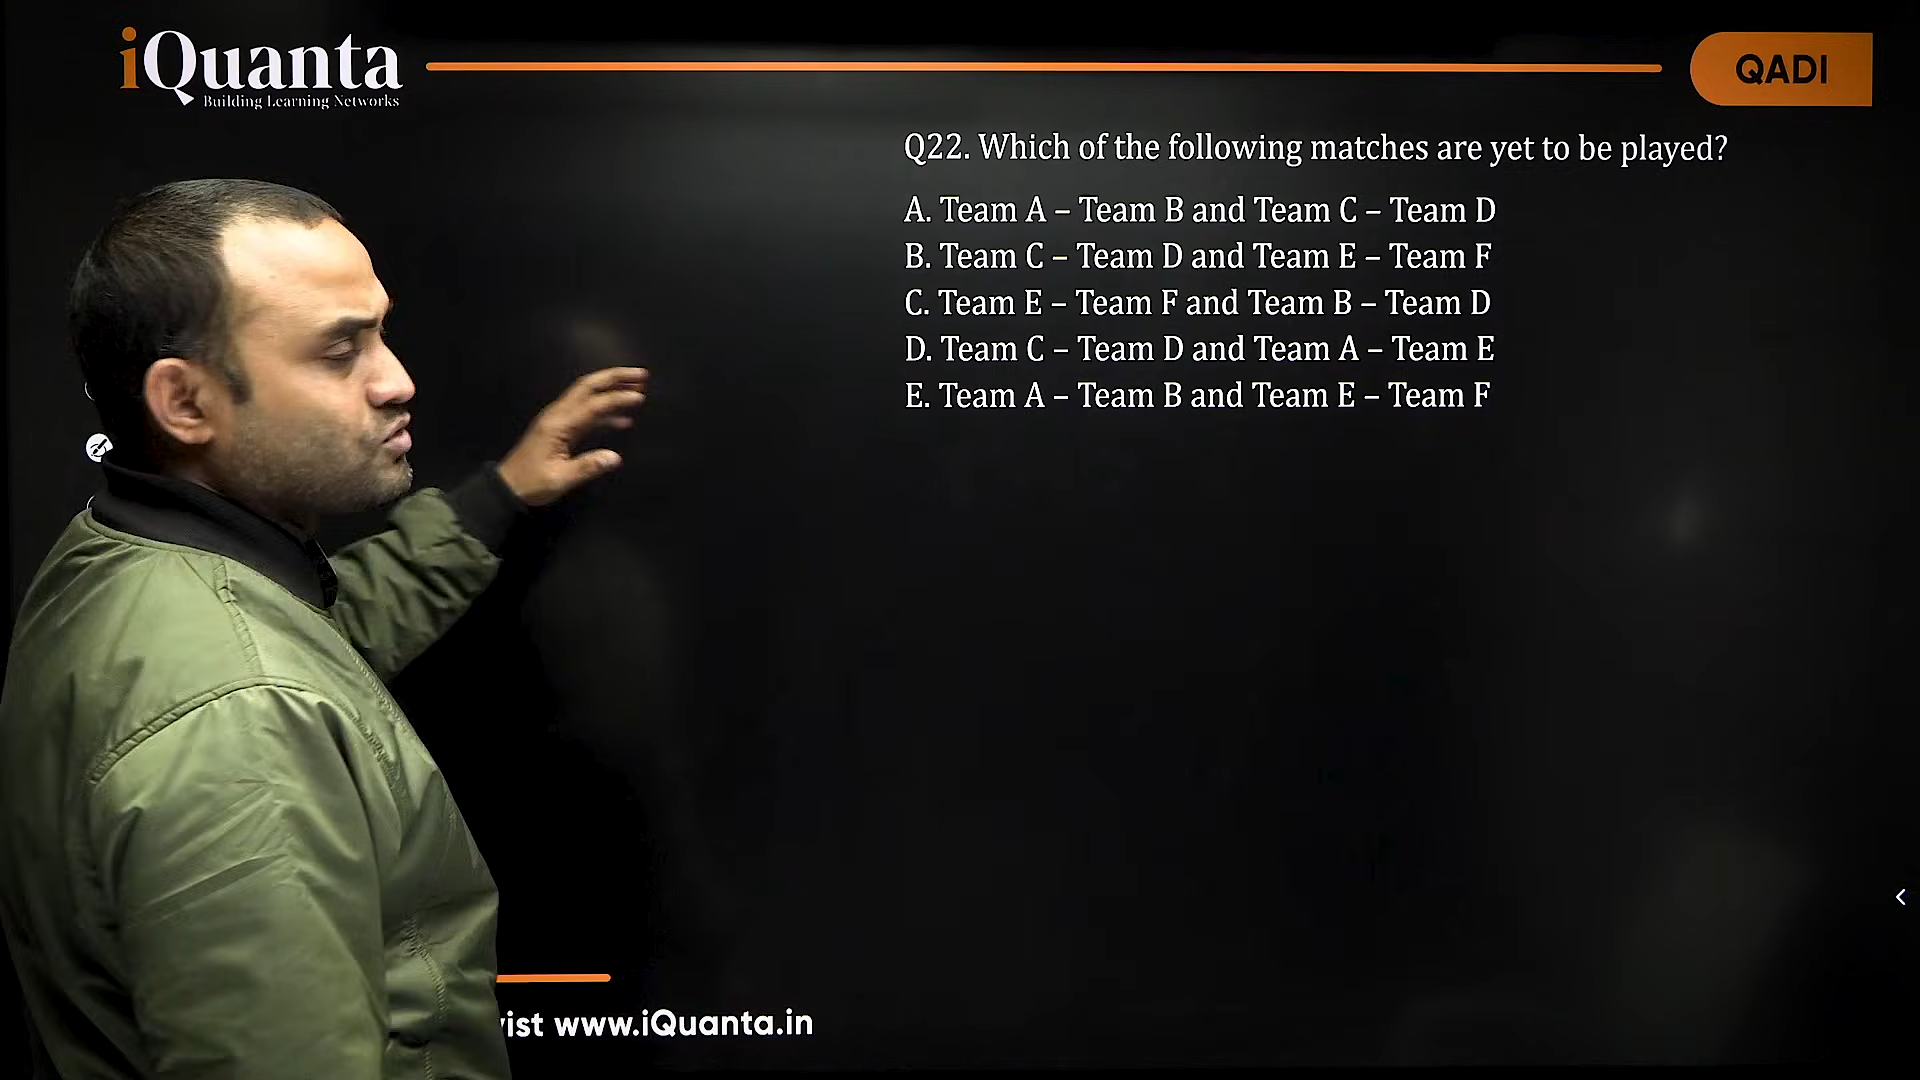 iQuanta
Building Learning Networks
QADI
Q22. Which of the following matches are yet to be played?
A. Team A – Team B and Team C – Team D
B. Team C – Team D and Team E – Team F
C. Team E – Team F and Team B – Team D
D. Team C – Team D and Team A – Team E
E. Team A – Team B and Team E – Team F
www.iQuanta.in